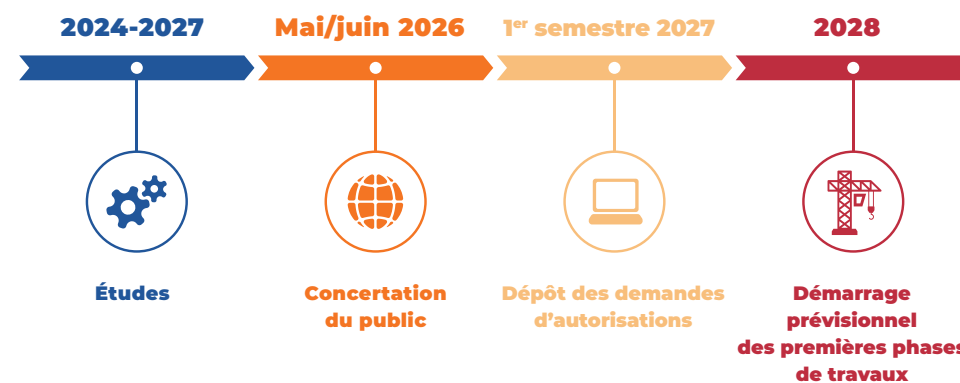 2024-2027
Mai/juin 2026
1er semestre 2027
2028
Études
Concertation
du public
Dépôt des demandes
d'autorisations
Démarrage
prévisionnel
des premières phases
de travaux